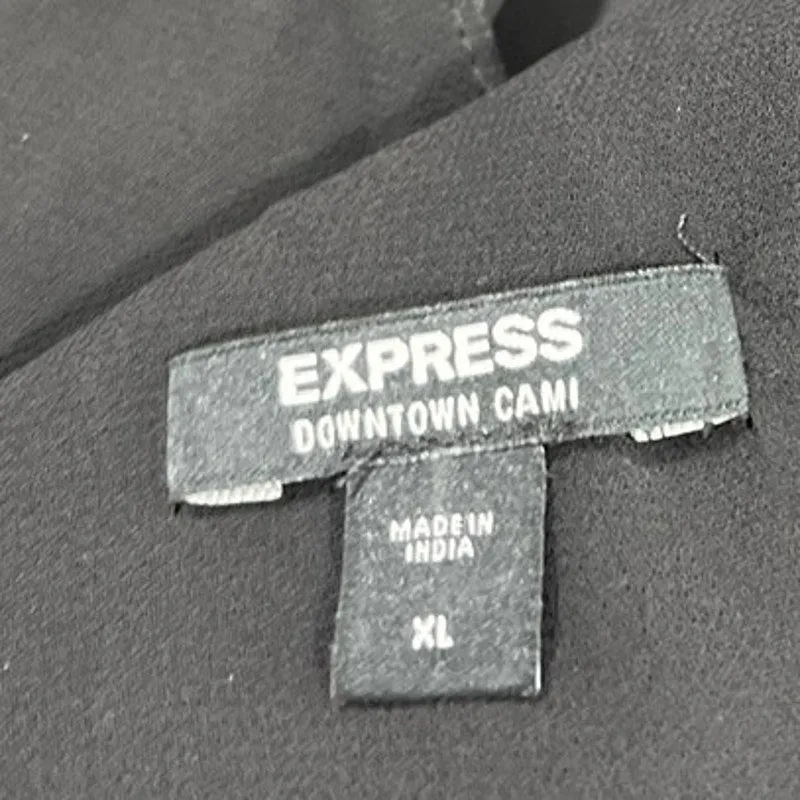 EXPRESS
DOWNTOWN CAMI
MADE IN
INDIA
XL